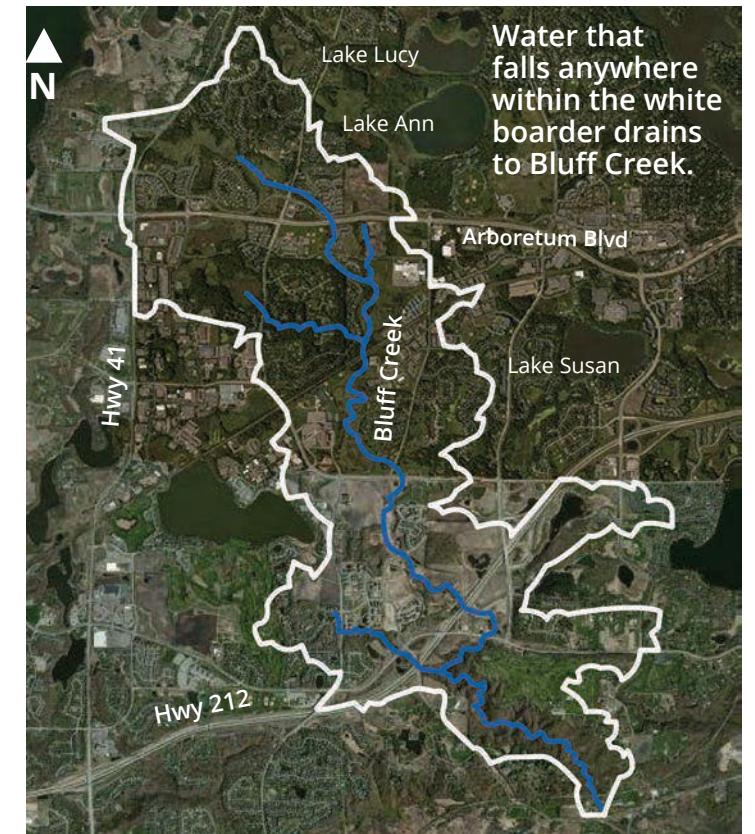 N
Lake Lucy
Water that
falls anywhere
within the white
boarder drains
to Bluff Creek.
Lake Ann
Arboretum Blvd
Hwy 41
Bluff Creek
Lake Susan
Hwy 212